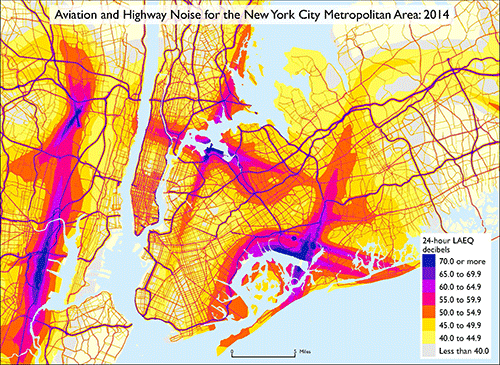 Aviation and Highway Noise for the New York City Metropolitan Area: 2014
24-hour LAEQ
decibels
70.0 or more
65.0 to 69.9
60.0 to 64.9
55.0 to 59.9
50.0 to 54.9
45.0 to 49.9
40.0 to 44.9
Less than 40.0
0 5 Miles